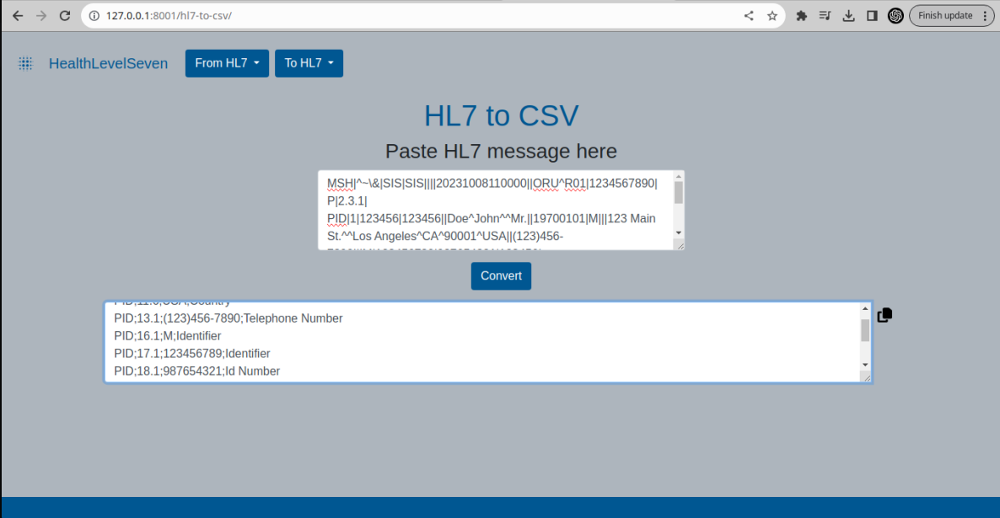 127.0.0.1:8001/hl7-to-csv/
Finish update
HealthLevelSeven
From HL7
To HL7
HL7 to CSV
Paste HL7 message here
MSH|^~\&|SIS|SIS||||20231008110000||ORU^R01|1234567890|
P|2.3.1|
PID|1|123456|123456||Doe^John^^Mr.||19700101|M|||123 Main
St.^^Los Angeles^CA^90001^USA||(123)456-
Convert
PID;13.1;(123)456-7890;Telephone Number
PID;16.1;M;Identifier
PID;17.1;123456789;Identifier
PID;18.1;987654321;Id Number